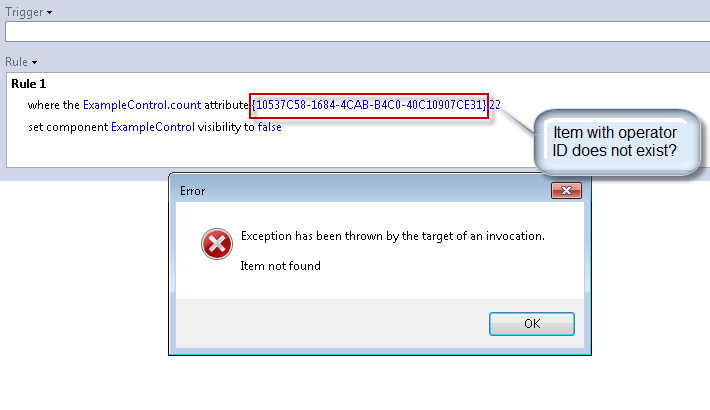 Trigger
Rule
Rule 1
where the ExampleControl.count attribute {10537C58-1684-4CAB-B4C0-40C10907CE31} 22
set component ExampleControl visibility to false
Item with operator
ID does not exist?
Error
Exception has been thrown by the target of an invocation.
Item not found
OK